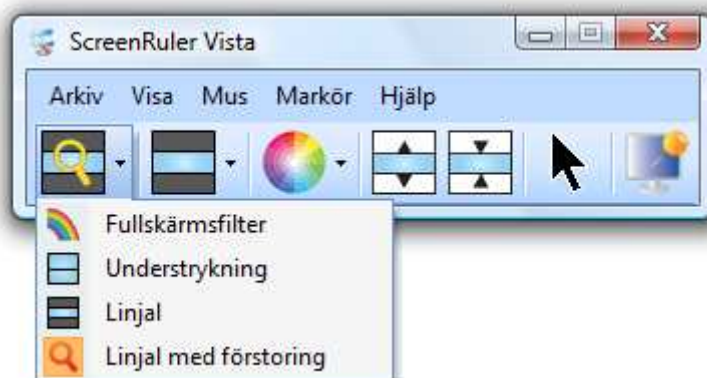 ScreenRuler Vista
Arkiv Visa Mus Markör Hjälp
Fullskärmsfilter
Understrykning
Linjal
Linjal med förstoring